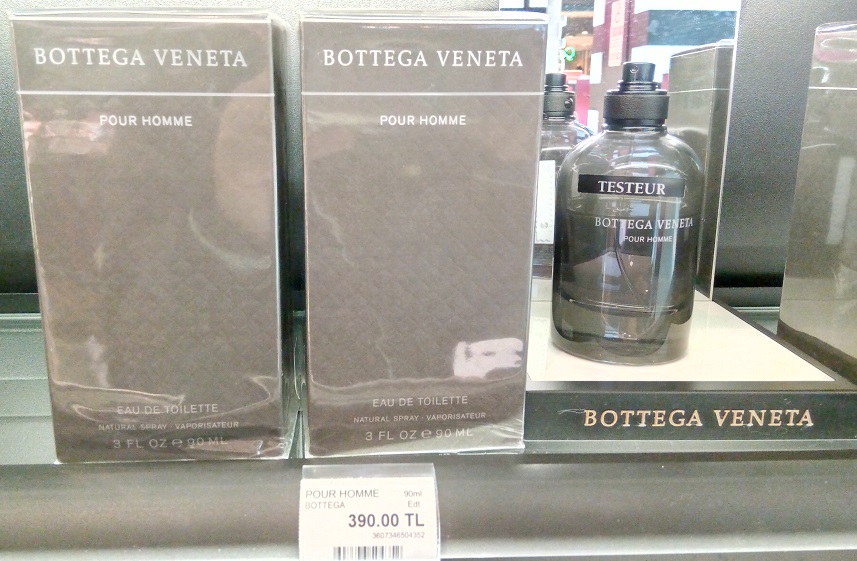 BOTTEGA VENETA
POUR HOMME
EAU DE TOILETTE
NATURAL SPRAY · VAPORISATEUR
3 FL OZ ℮ 90 ML
BOTTEGA VENETA
POUR HOMME
EAU DE TOILETTE
NATURAL SPRAY · VAPORISATEUR
3 FL OZ ℮ 90 ML
TESTEUR
BOTTEGA VENETA
POUR HOMME
BOTTEGA VENETA
POUR HOMME 90ml
BOTTEGA Edt
390.00 TL
3607346504352